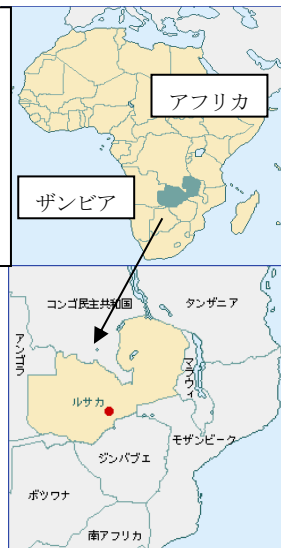 アフリカ
ザンビア
コンゴ民主共和国
タンザニア
アンゴラ
マラウィ
ルサカ
モザンビーク
ジンバブエ
ボツワナ
南アフリカ